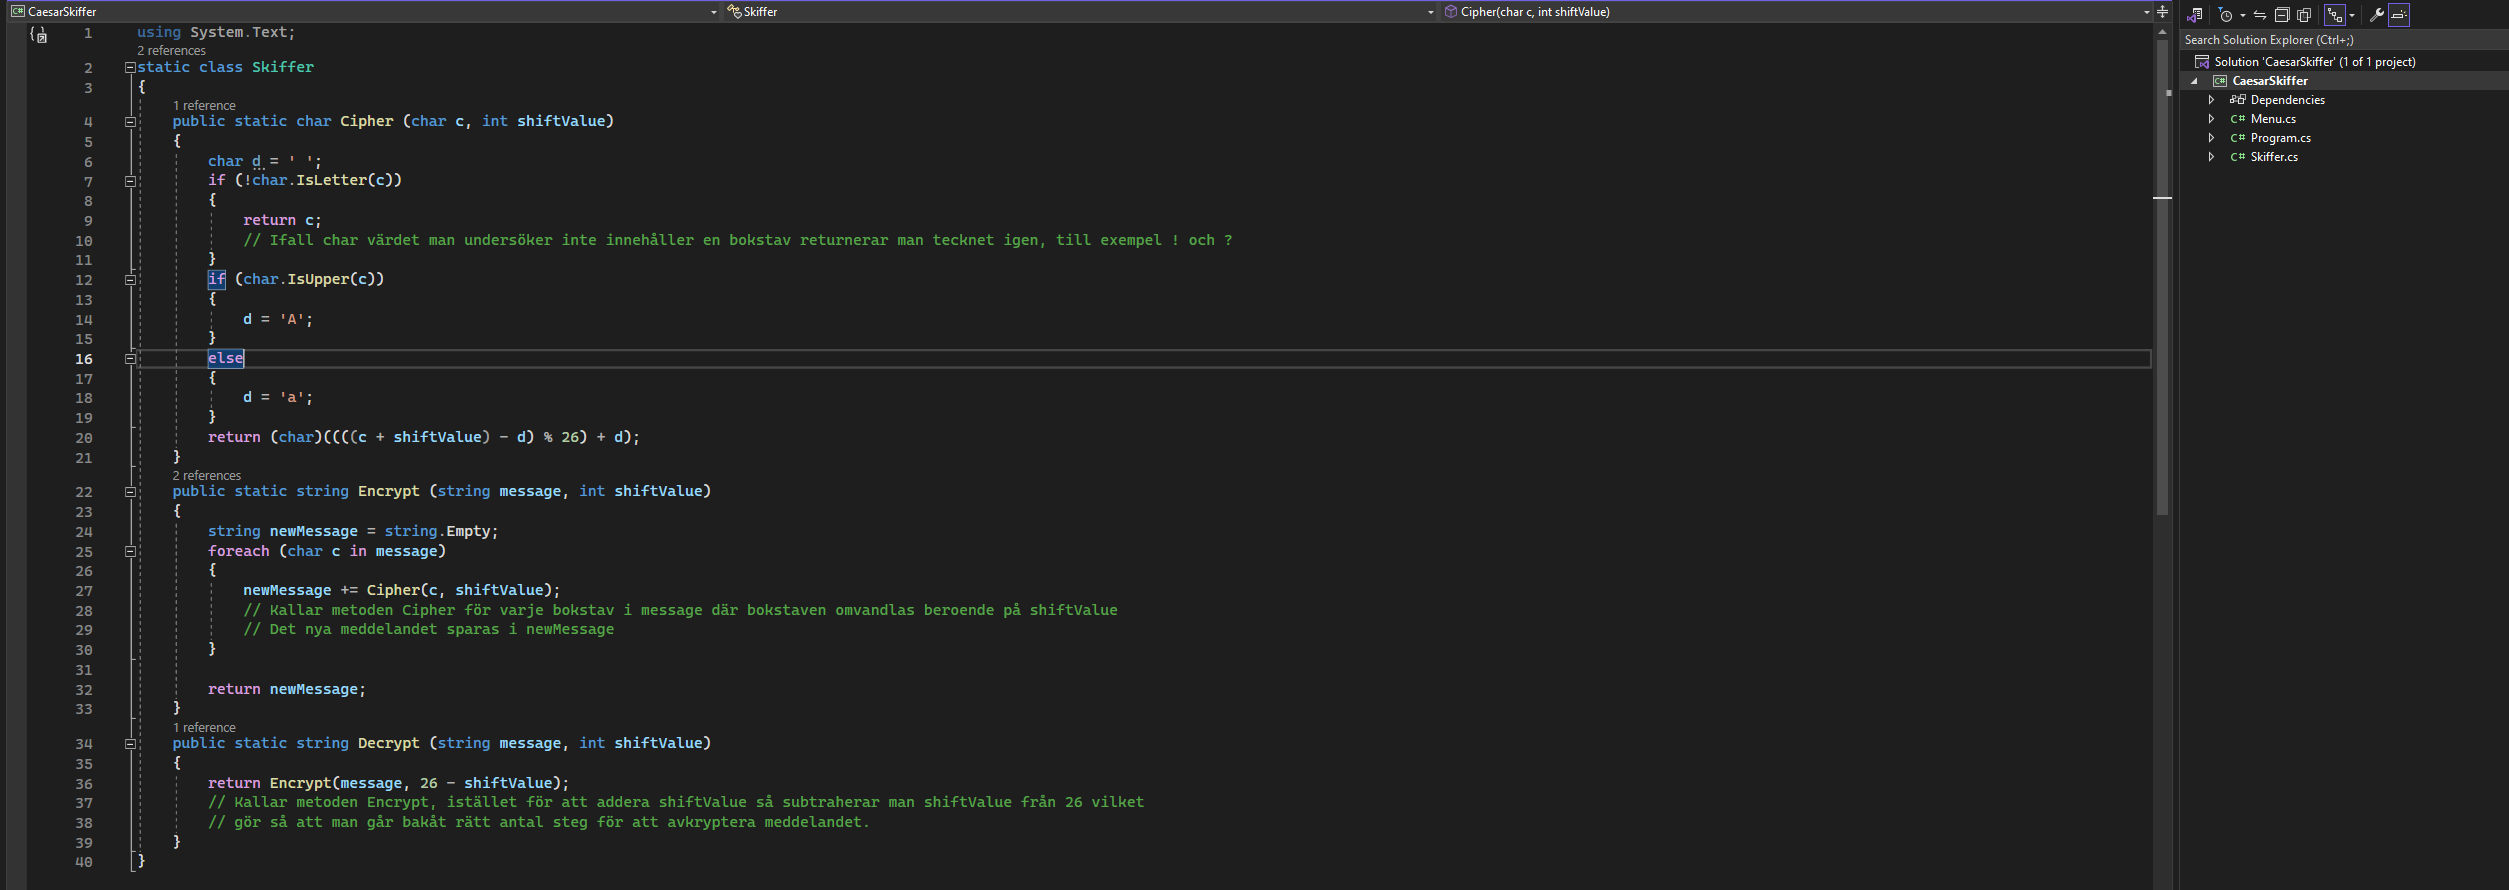 CaesarSkiffer
Skiffer
Cipher(char c, int shiftValue)
1 using System.Text;
2 references
2 static class Skiffer
3 {
1 reference
4 public static char Cipher (char c, int shiftValue)
5 {
6 char d = ' ';
7 if (!char.IsLetter(c))
8 {
9 return c;
10 // Ifall char värdet man undersöker inte innehåller en bokstav returnerar man tecknet igen, till exempel ! och ?
11 }
12 if (char.IsUpper(c))
13 {
14 d = 'A';
15 }
16 else
17 {
18 d = 'a';
19 }
20 return (char)((((c + shiftValue) - d) % 26) + d);
21 }
2 references
22 public static string Encrypt (string message, int shiftValue)
23 {
24 string newMessage = string.Empty;
25 foreach (char c in message)
26 {
27 newMessage += Cipher(c, shiftValue);
28 // Kallar metoden Cipher för varje bokstav i message där bokstaven omvandlas beroende på shiftValue
29 // Det nya meddelandet sparas i newMessage
30 }
31
32 return newMessage;
33 }
1 reference
34 public static string Decrypt (string message, int shiftValue)
35 {
36 return Encrypt(message, 26 - shiftValue);
37 // Kallar metoden Encrypt, istället för att addera shiftValue så subtraherar man shiftValue från 26 vilket
38 // gör så att man går bakåt rätt antal steg för att avkryptera meddelandet.
39 }
40 }
Search Solution Explorer (Ctrl+;)
Solution 'CaesarSkiffer' (1 of 1 project)
C# CaesarSkiffer
Dependencies
C# Menu.cs
C# Program.cs
C# Skiffer.cs